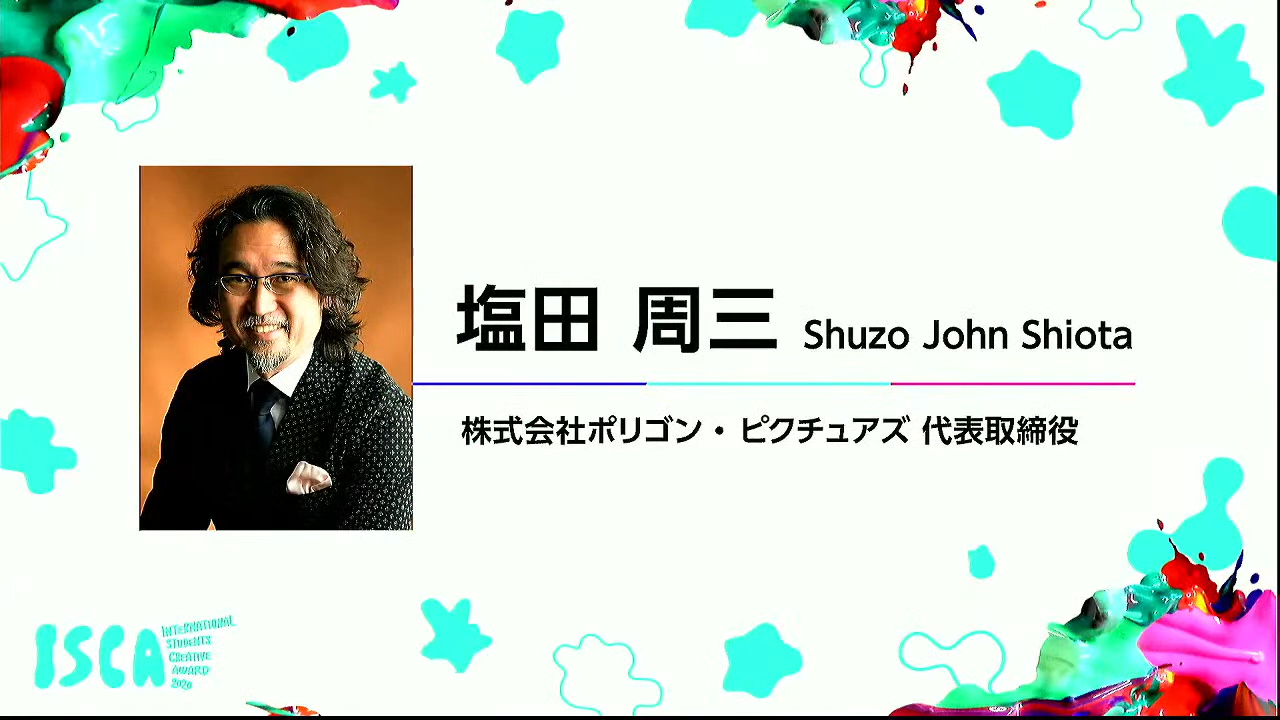 塩田 周三 Shuzo John Shiota
株式会社ポリゴン・ピクチュアズ 代表取締役
ISCA
INTERNATIONAL
STUDENTS
CREATIVE
AWARD
2020